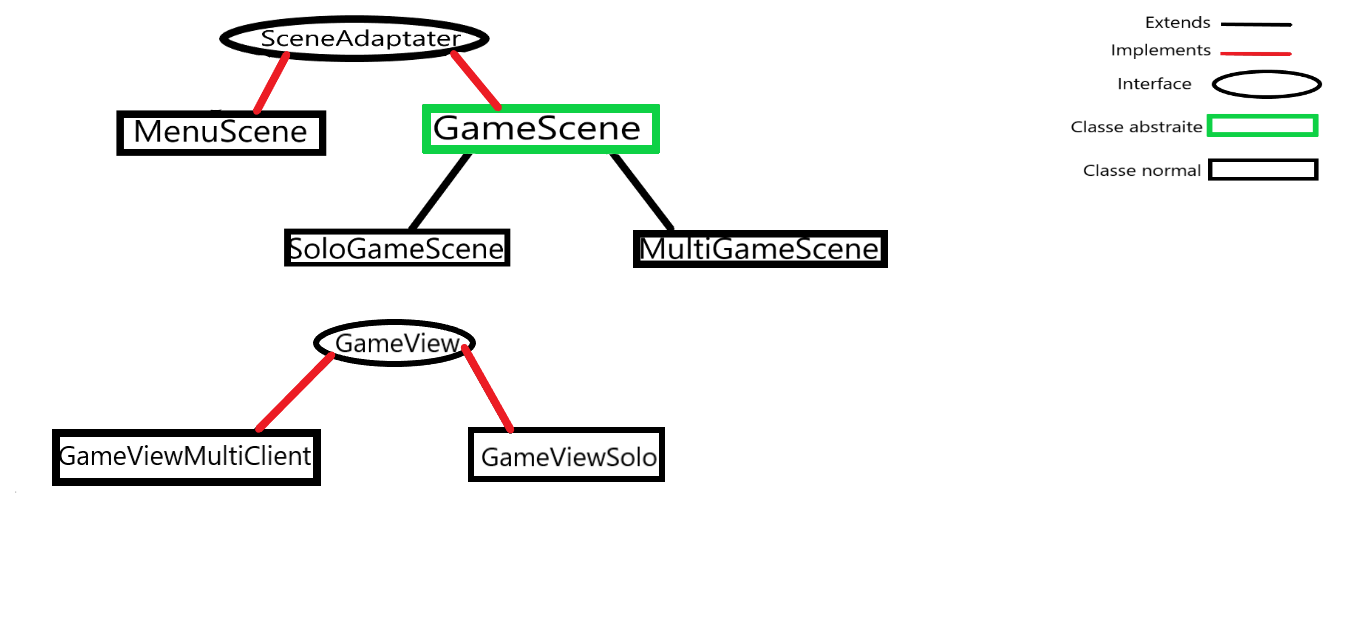 SceneAdaptater
MenuScene
GameScene
SoloGameScene
MultiGameScene
GameView
GameViewMultiClient
GameViewSolo
Extends
Implements
Interface
Classe abstraite
Classe normal